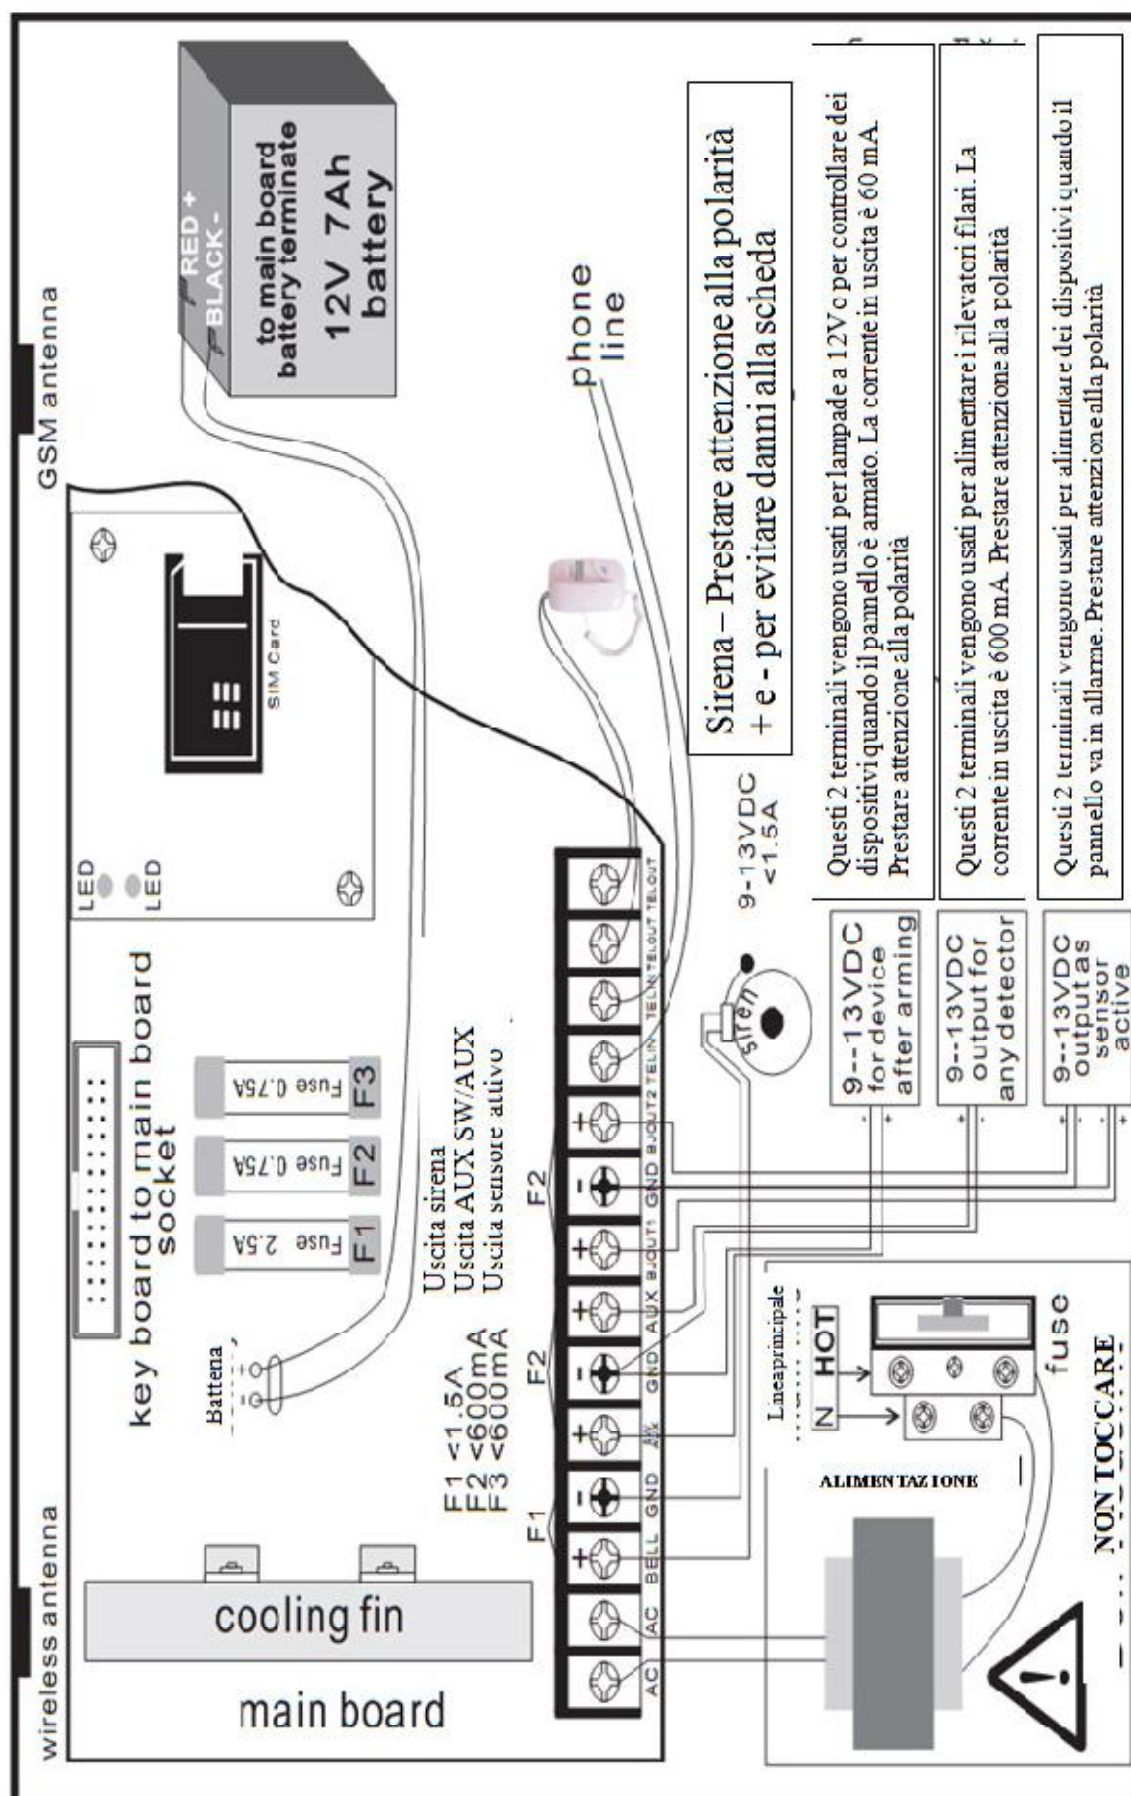 wireless antenna
GSM antenna
main board
cooling fin
key board to main board
socket
LED
LED
SIM Card
RED +
BLACK -
to main board
battery terminate
12V 7Ah
battery
Fuse 2.5A
F1
Fuse 0.75A
F2
Fuse 0.75A
F3
F1 <1.5A Uscita sirena
F2 <600mA Uscita AUX SW/AUX
F3 <600mA Uscita sensore attivo
F1
F2
F2
+ - + - + + - +
AC AC BELL GND GND AUX BJOUT1 GND BJOUT2 TELIN TELIN TELOUT TELOUT
phone
line
siren
9-13VDC
<1.5A
Sirena – Prestare attenzione alla polarità
+ e - per evitare danni alla scheda
9--13VDC
for device
after arming
Questi 2 terminali vengono usati per lampade a 12V o per controllare dei
dispositivi quando il pannello è armato. La corrente in uscita è 60 mA.
Prestare attenzione alla polarità
9--13VDC
output for
any detector
Questi 2 terminali vengono usati per alimentare i rilevatori filari. La
corrente in uscita è 600 mA. Prestare attenzione alla polarità
9--13VDC
output as
sensor
active
Questi 2 terminali vengono usati per alimentare dei dispositivi quando il
pannello va in allarme. Prestare attenzione alla polarità
Linea principale
N HOT
fuse
ALIMENTAZIONE
NON TOCCARE